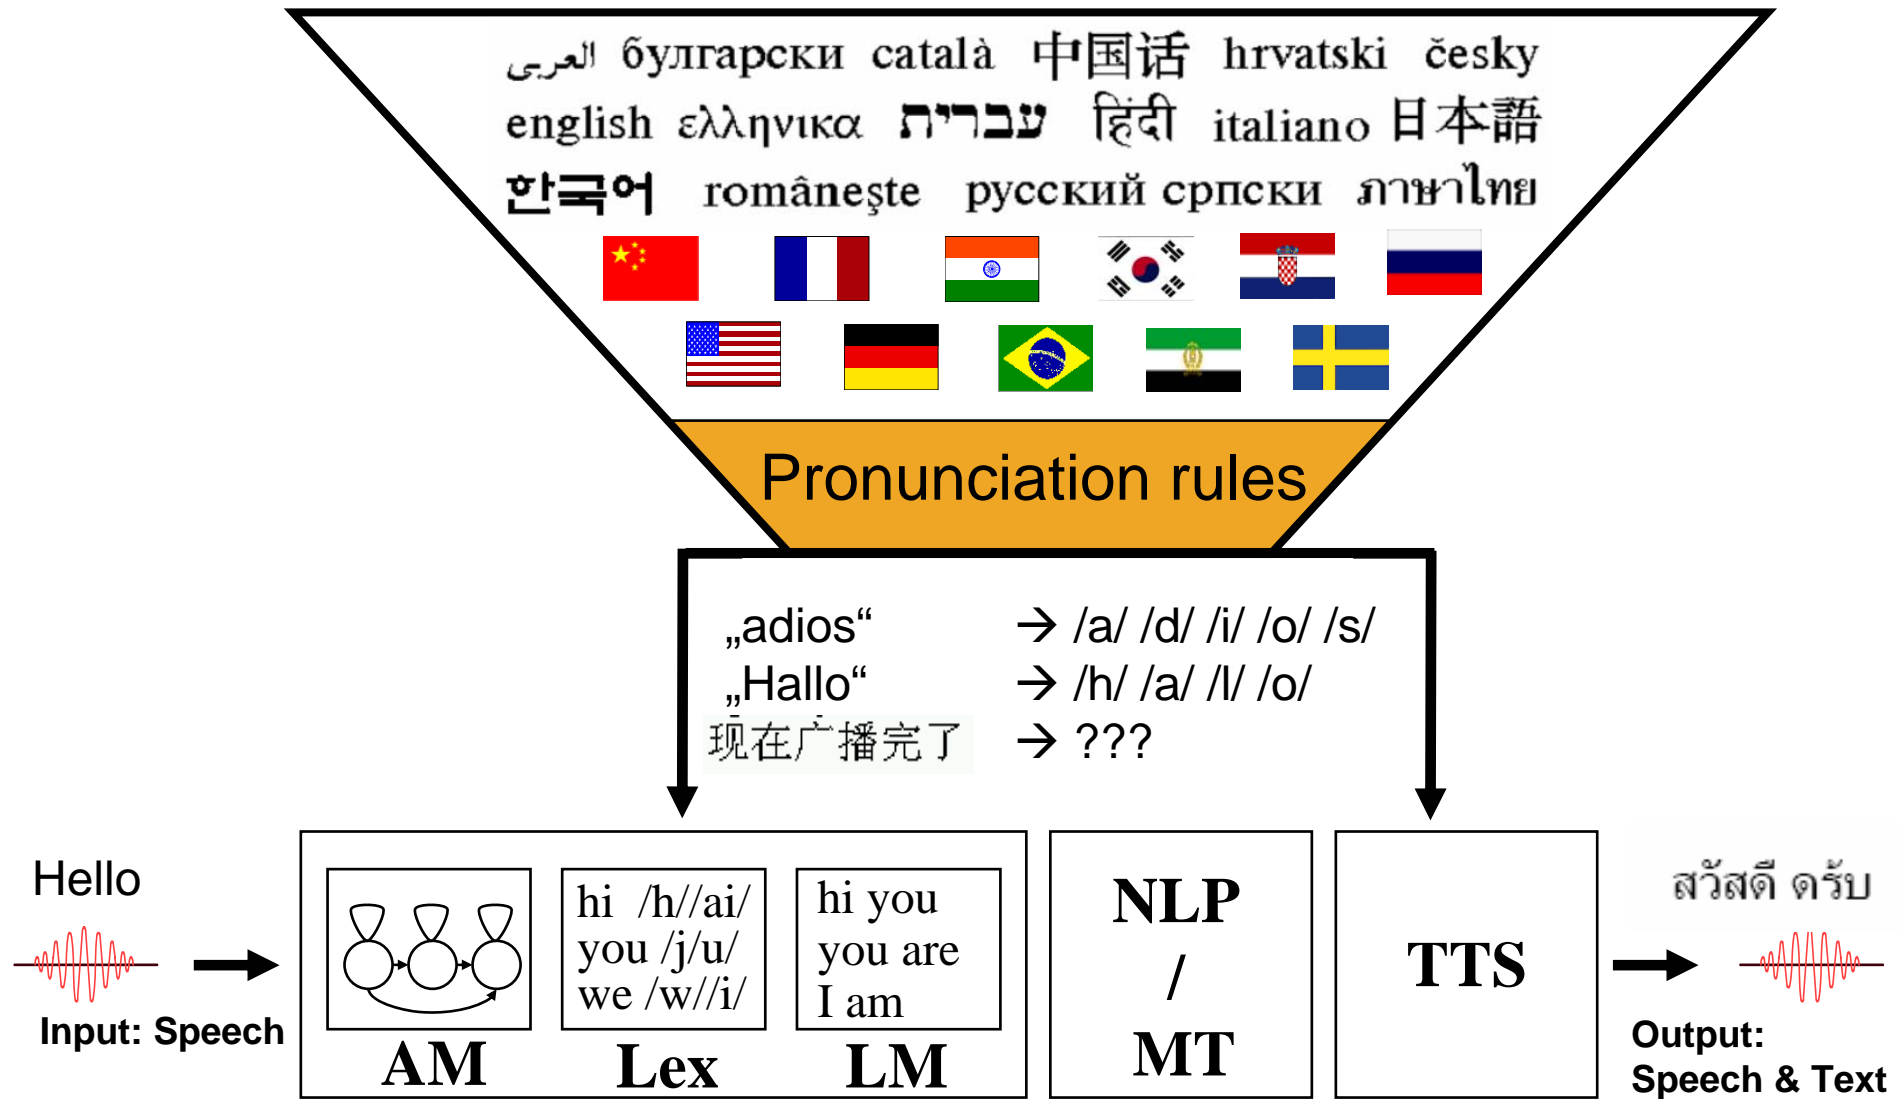 العربى булгарски català 中国话 hrvatski česky
english ελληνικα עברית हिंदी italiano 日本語
한국어 româneşte русский српски ภาษาไทย
Pronunciation rules
„adios“ → /a/ /d/ /i/ /o/ /s/
„Hallo“ → /h/ /a/ /l/ /o/
现在广播完了 → ???
Hello
Input: Speech
AM
hi /h//ai/
you /j/u/
we /w//i/
Lex
hi you
you are
I am
LM
NLP
/
MT
TTS
สวัสดี ดรับ
Output:
Speech & Text